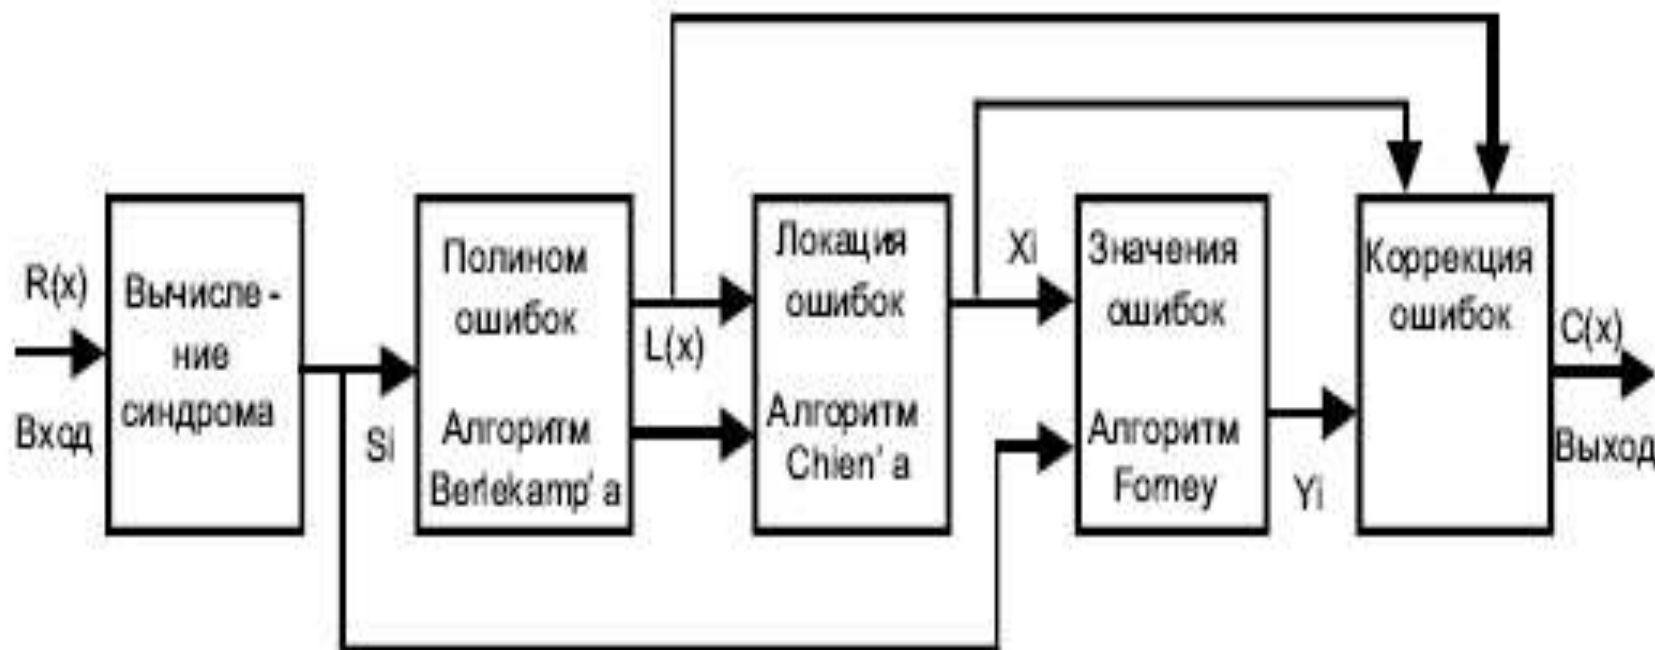 R(x)
Вход
Вычисле -
ние
синдрома
Si
Полином
ошибок
Алгоритм
Berlekamp' a
L(x)
Локация
ошибок
Алгоритм
Chien' a
Xi
Значения
ошибок
Алгоритм
Forney
Yi
Коррекция
ошибок
C(x)
Выход